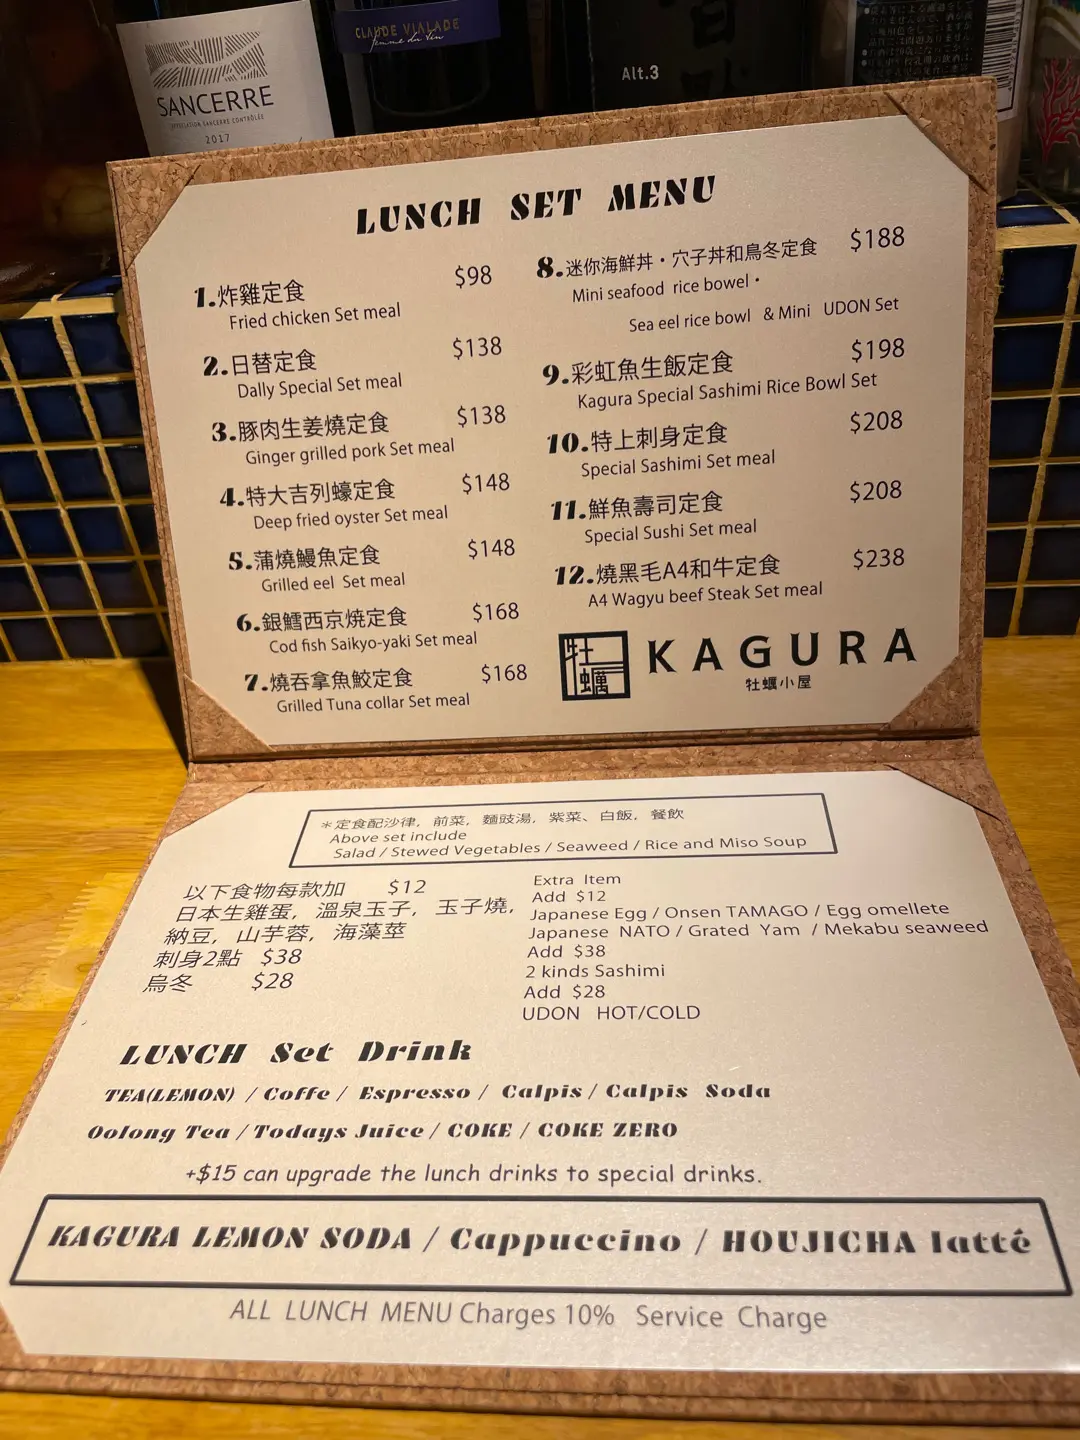 SANCERRE
APPELLATION SANCERRE CONTRÔLÉE
2017
CLAUDE VIALADE
femme du vin
Alt.3
LUNCH SET MENU
1.炸雞定食 $98
Fried chicken Set meal
2.日替定食 $138
Dally Special Set meal
3.豚肉生姜燒定食 $138
Ginger grilled pork Set meal
4.特大吉列蠔定食 $148
Deep fried oyster Set meal
5.蒲燒鰻魚定食 $148
Grilled eel Set meal
6.銀鱈西京焼定食 $168
Cod fish Saikyo-yaki Set meal
7.燒吞拿魚鮫定食 $168
Grilled Tuna collar Set meal
8.迷你海鮮丼・穴子丼和鳥冬定食 $188
Mini seafood rice bowel・
Sea eel rice bowl & Mini UDON Set
9.彩虹魚生飯定食 $198
Kagura Special Sashimi Rice Bowl Set
10.特上刺身定食 $208
Special Sashimi Set meal
11.鮮魚壽司定食 $208
Special Sushi Set meal
12.燒黑毛A4和牛定食 $238
A4 Wagyu beef Steak Set meal
牡蠣
KAGURA
牡蠣小屋
＊定食配沙律，前菜，麵豉湯，紫菜、白飯，餐飲
Above set include
Salad / Stewed Vegetables / Seaweed / Rice and Miso Soup
以下食物每款加 $12
日本生雞蛋，溫泉玉子，玉子燒，
納豆，山芋蓉，海藻莖
刺身2點 $38
烏冬 $28
Extra Item
Add $12
Japanese Egg / Onsen TAMAGO / Egg omellete
Japanese NATO / Grated Yam / Mekabu seaweed
Add $38
2 kinds Sashimi
Add $28
UDON HOT/COLD
LUNCH Set Drink
TEA(LEMON) / Coffe / Espresso / Calpis / Calpis Soda
Oolong Tea / Todays Juice / COKE / COKE ZERO
+$15 can upgrade the lunch drinks to special drinks.
KAGURA LEMON SODA / Cappuccino / HOUJICHA latté
ALL LUNCH MENU Charges 10% Service Charge